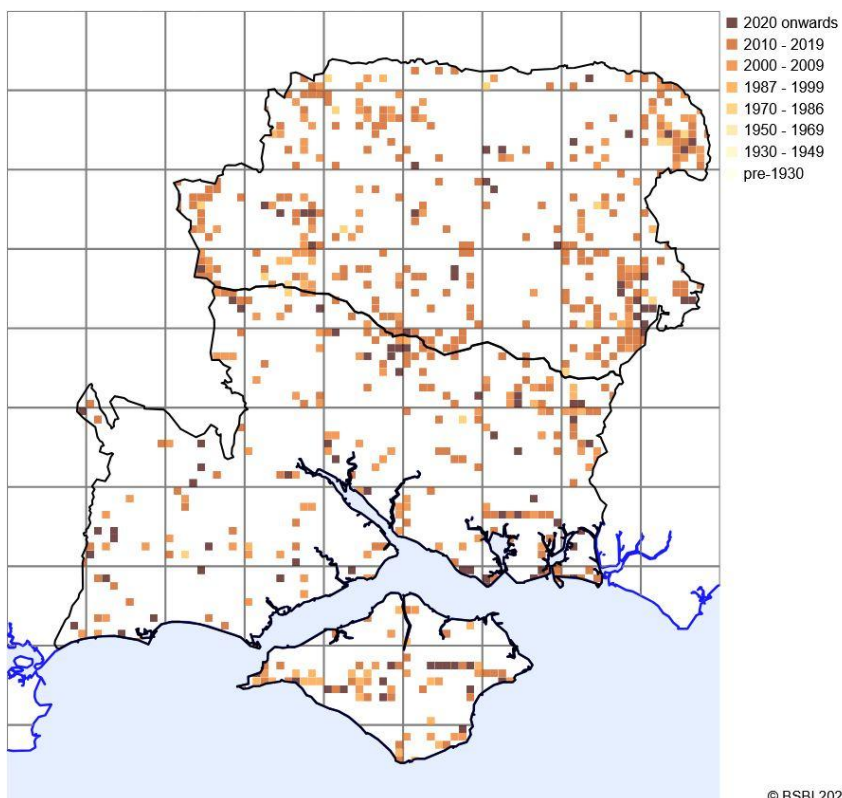 2020 onwards
2010 - 2019
2000 - 2009
1987 - 1999
1970 - 1986
1950 - 1969
1930 - 1949
pre-1930
© BSBI 202